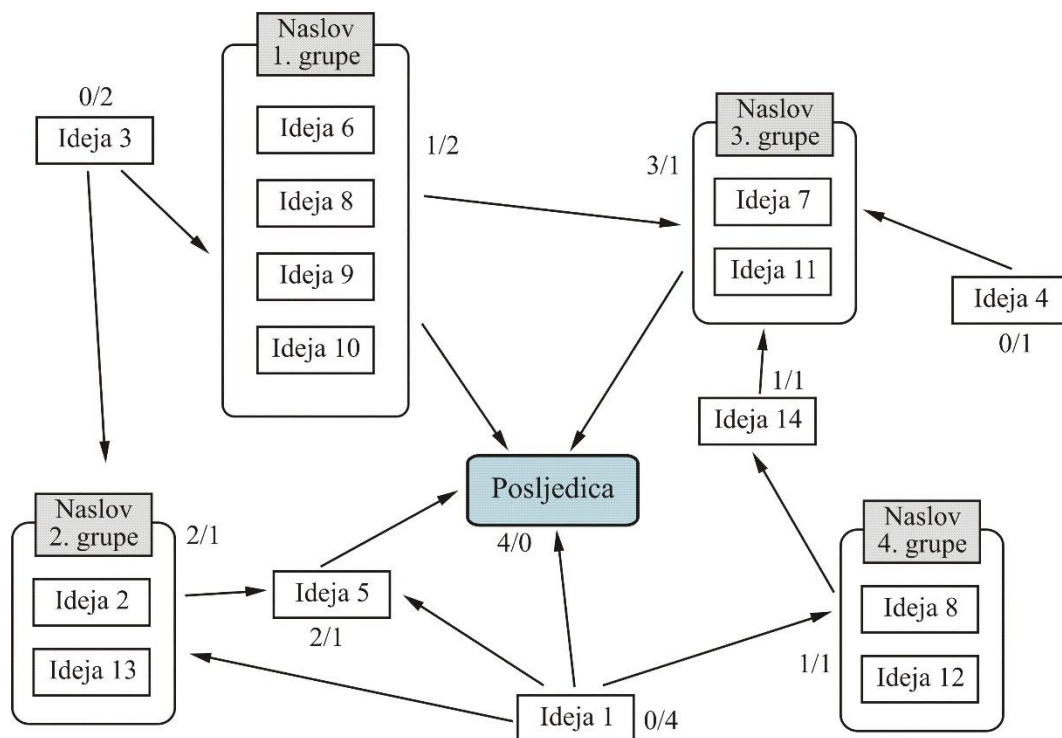 Naslov
1. grupe
Ideja 6
Ideja 8
Ideja 9
Ideja 10
0/2
Ideja 3
1/2
Naslov
3. grupe
3/1
Ideja 7
Ideja 11
Ideja 4
0/1
1/1
Ideja 14
Posljedica
4/0
Naslov
2. grupe
2/1
Ideja 2
Ideja 13
Ideja 5
2/1
Ideja 1
0/4
Naslov
4. grupe
Ideja 8
1/1
Ideja 12